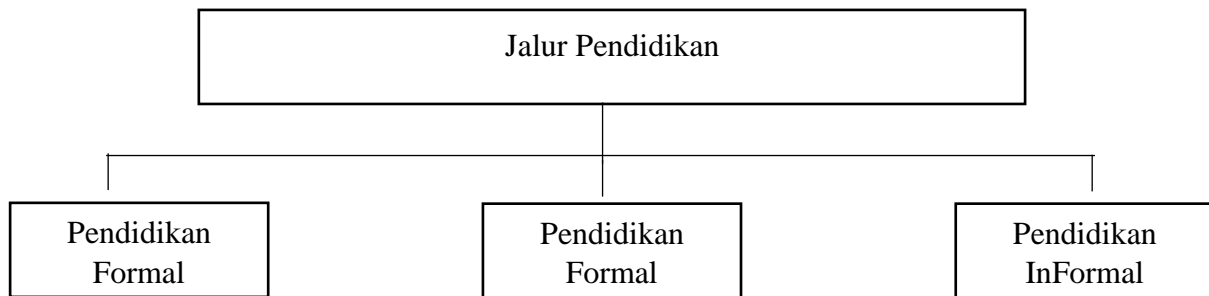 Jalur Pendidikan
Pendidikan
Formal
Pendidikan
Formal
Pendidikan
InFormal